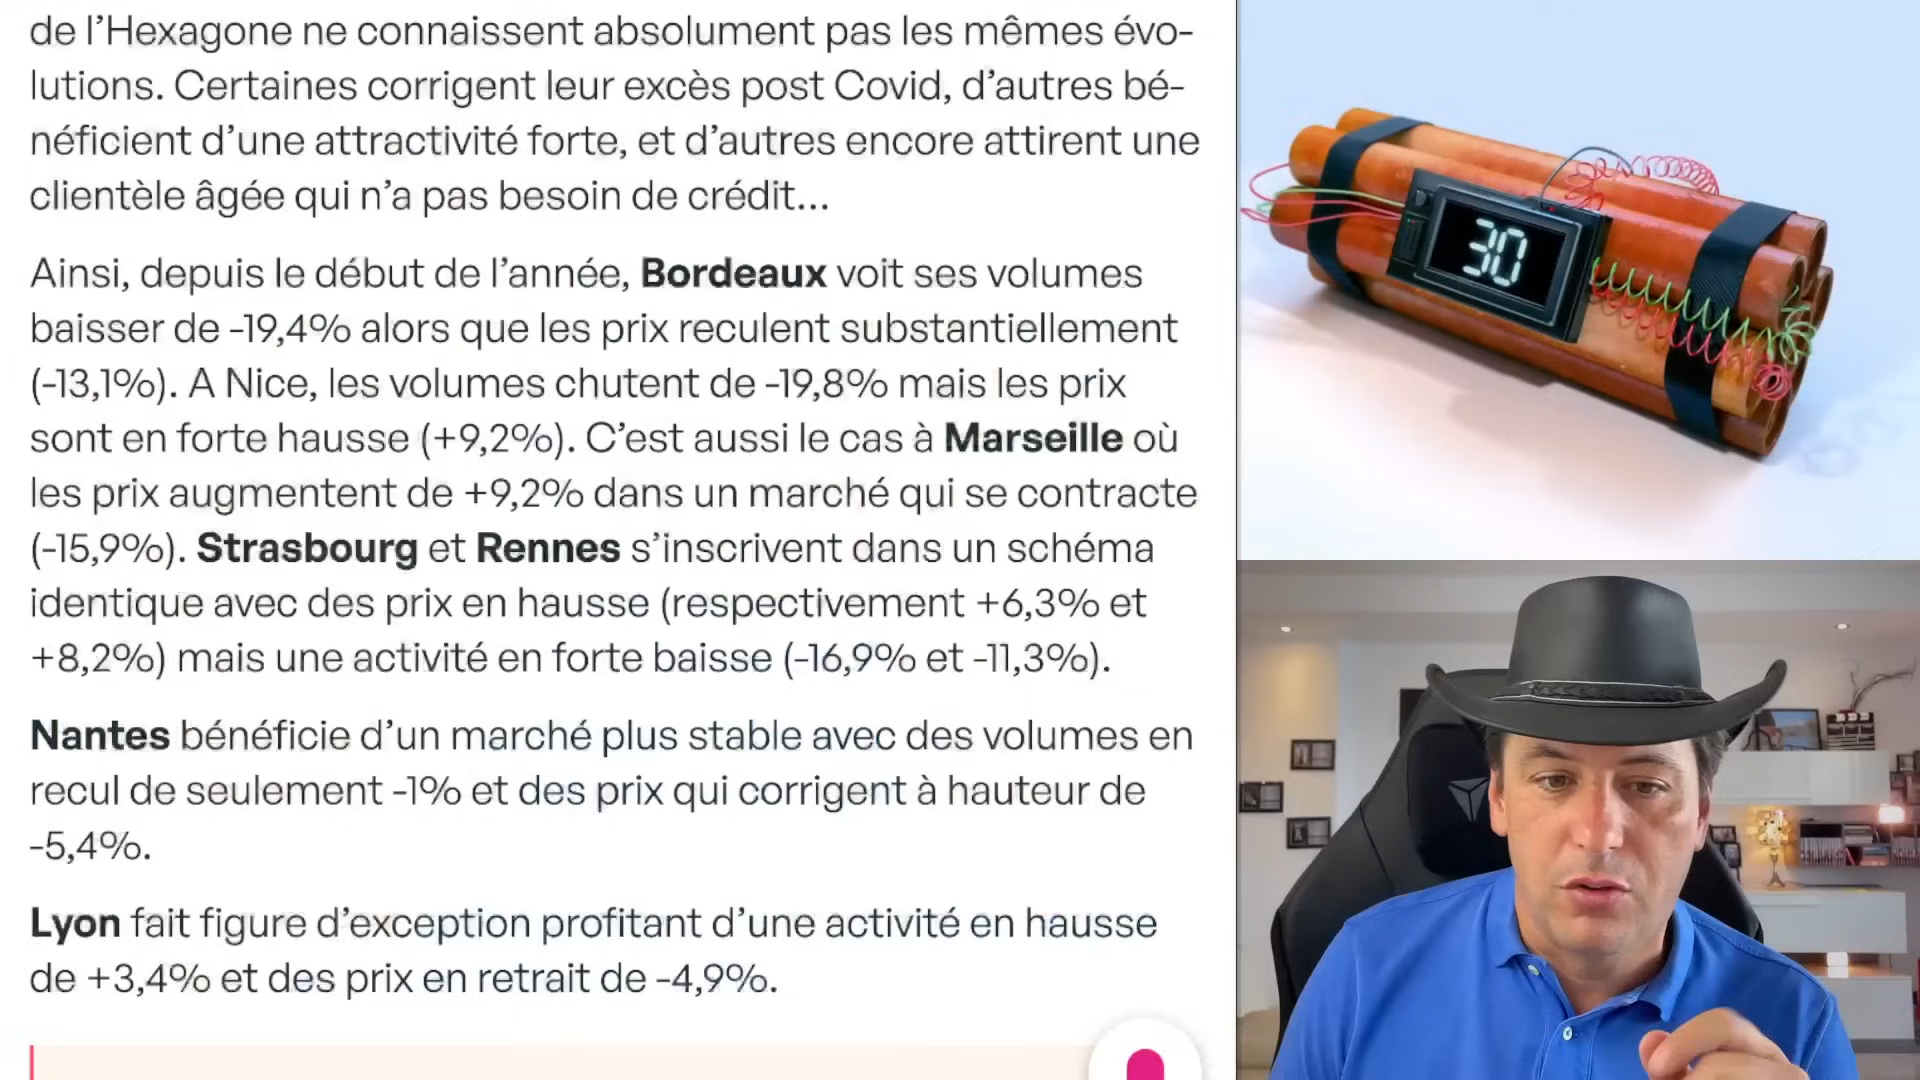 de l’Hexagone ne connaissent absolument pas les mêmes évo-
lutions. Certaines corrigent leur excès post Covid, d’autres bé-
néficient d’une attractivité forte, et d’autres encore attirent une
clientèle âgée qui n’a pas besoin de crédit…
Ainsi, depuis le début de l’année, Bordeaux voit ses volumes
baisser de -19,4% alors que les prix reculent substantiellement
(-13,1%). A Nice, les volumes chutent de -19,8% mais les prix
sont en forte hausse (+9,2%). C’est aussi le cas à Marseille où
les prix augmentent de +9,2% dans un marché qui se contracte
(-15,9%). Strasbourg et Rennes s’inscrivent dans un schéma
identique avec des prix en hausse (respectivement +6,3% et
+8,2%) mais une activité en forte baisse (-16,9% et -11,3%).
Nantes bénéficie d’un marché plus stable avec des volumes en
recul de seulement -1% et des prix qui corrigent à hauteur de
-5,4%.
Lyon fait figure d’exception profitant d’une activité en hausse
de +3,4% et des prix en retrait de -4,9%.
30